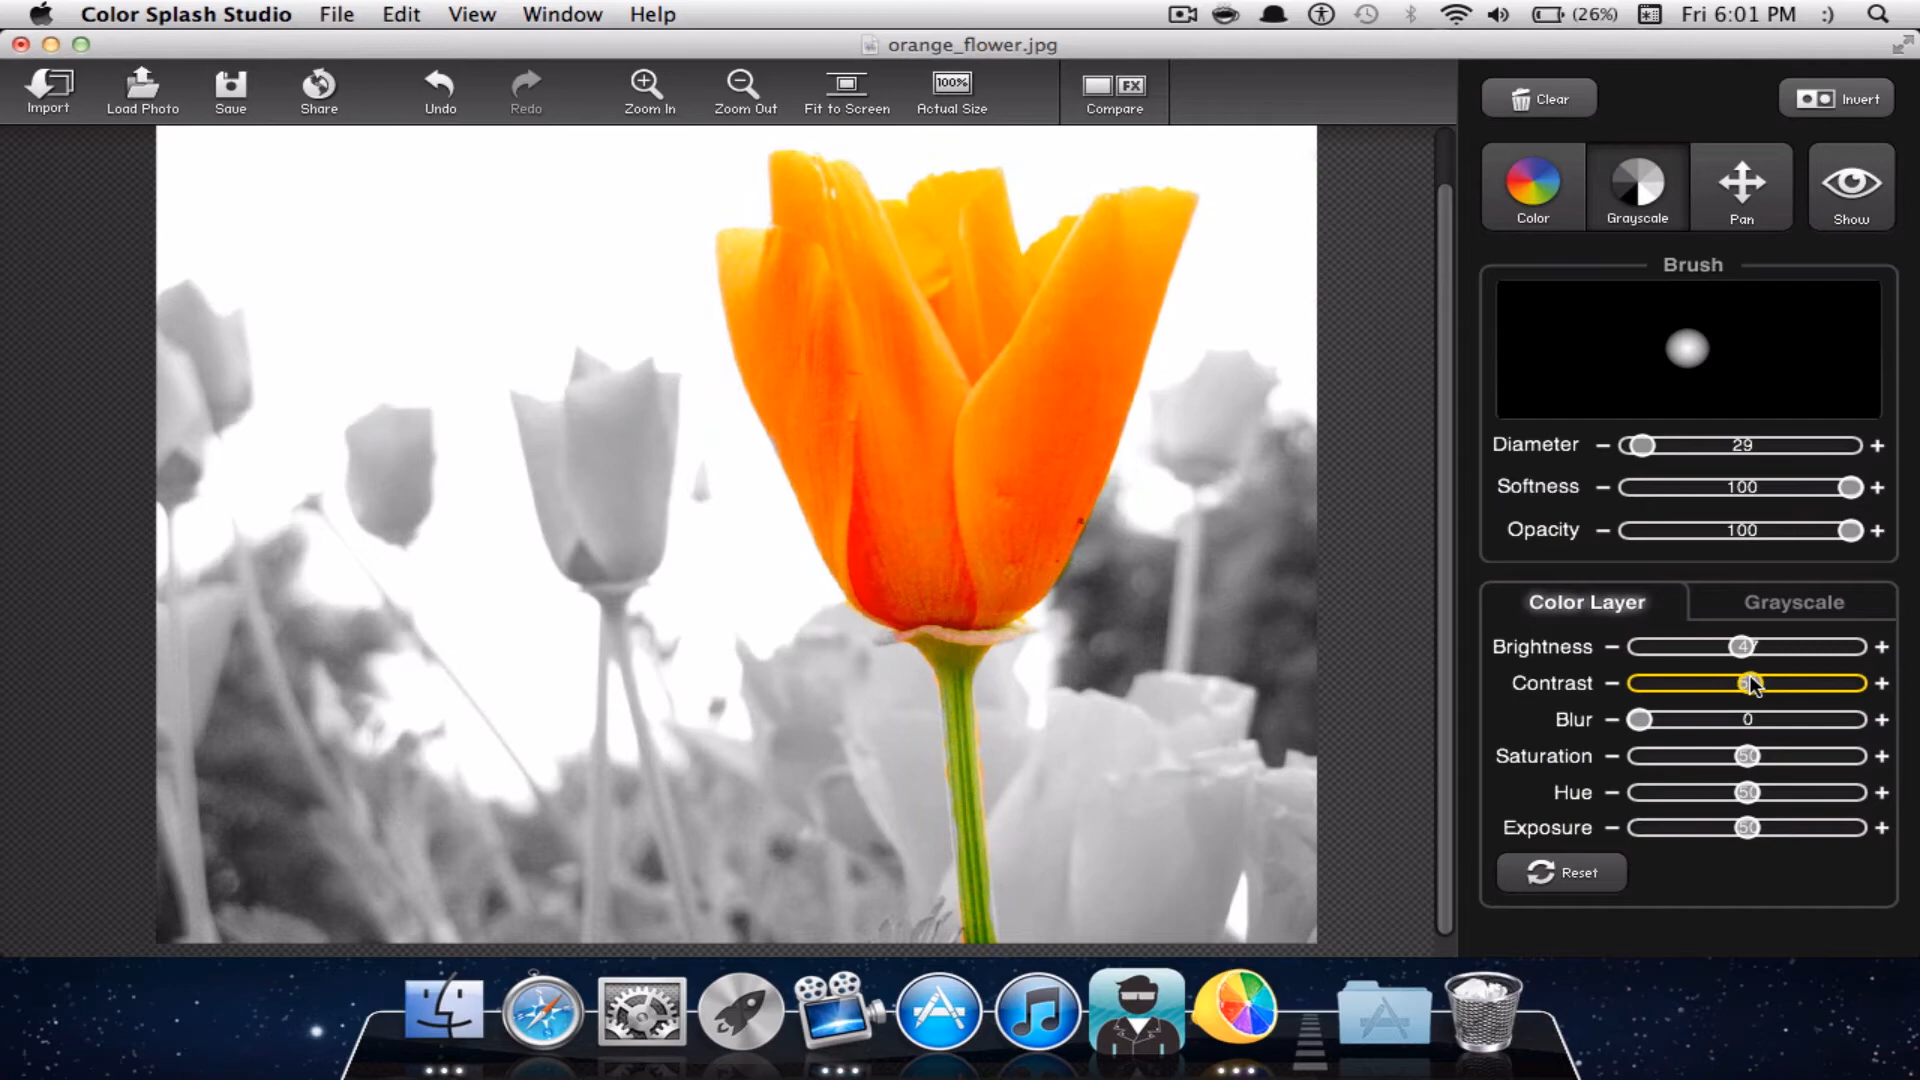 Color Splash Studio File Edit View Window Help (26%) Fri 6:01 PM :)
orange_flower.jpg
Import Load Photo Save Share Undo Redo Zoom In Zoom Out Fit to Screen 100% Actual Size FX Compare
Clear Invert
Color Grayscale Pan Show
Brush
Diameter 29
Softness 100
Opacity 100
Color Layer Grayscale
Brightness 47
Contrast
Blur 0
Saturation 50
Hue 50
Exposure 50
Reset